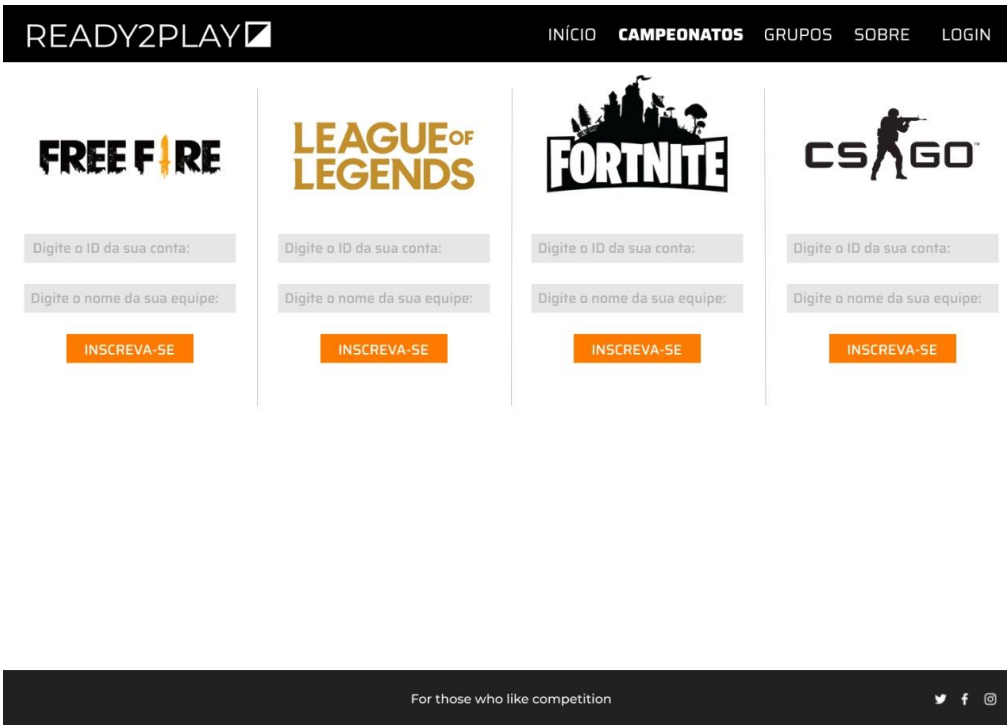 READY2PLAY
INÍCIO CAMPEONATOS GRUPOS SOBRE LOGIN
FREE FIRE
Digite o ID da sua conta:
Digite o nome da sua equipe:
INSCREVA-SE
LEAGUE OF
LEGENDS
Digite o ID da sua conta:
Digite o nome da sua equipe:
INSCREVA-SE
FORTNITE
Digite o ID da sua conta:
Digite o nome da sua equipe:
INSCREVA-SE
CS GO™
Digite o ID da sua conta:
Digite o nome da sua equipe:
INSCREVA-SE
For those who like competition